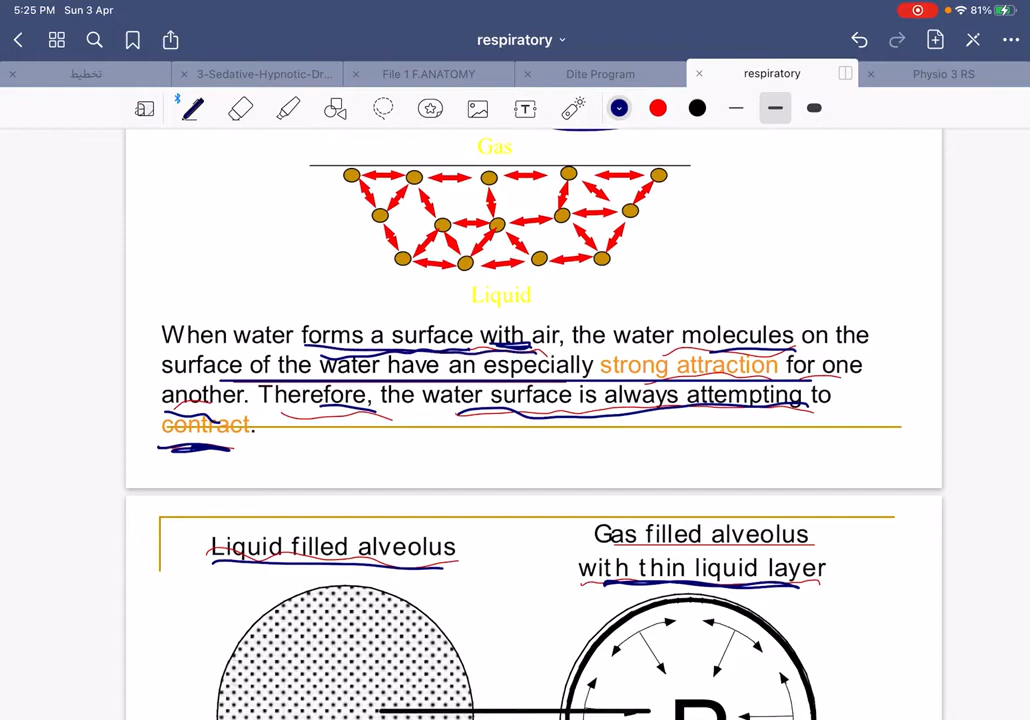 5:25 PM Sun 3 Apr 81%
respiratory
تخطيط 3-Sedative-Hypnotic-Dr... File 1 F.ANATOMY Dite Program respiratory Physio 3 RS
T
Gas
Liquid
When water forms a surface with air, the water molecules on the
surface of the water have an especially strong attraction for one
another. Therefore, the water surface is always attempting to
contract.
Liquid filled alveolus
Gas filled alveolus
with thin liquid layer
P